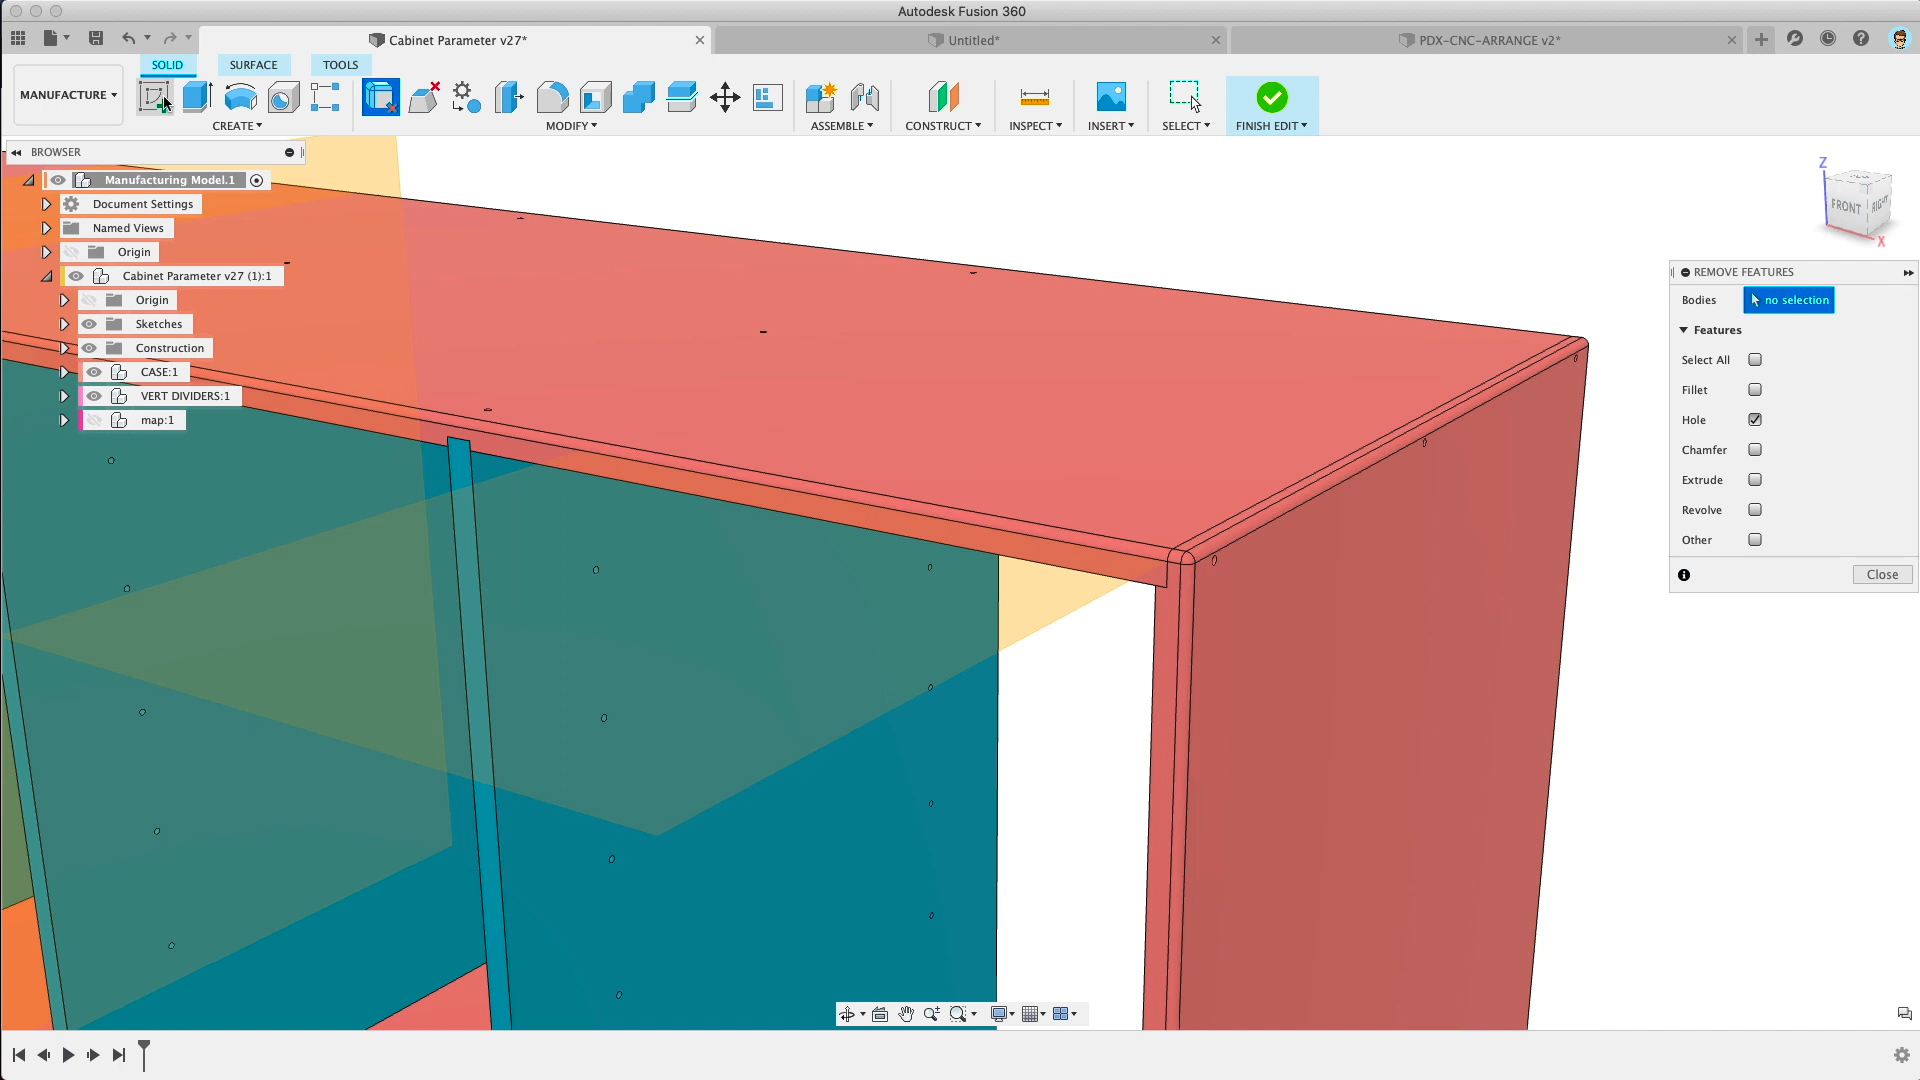 Autodesk Fusion 360
Cabinet Parameter v27*
Untitled*
PDX-CNC-ARRANGE v2*
SOLID
SURFACE
TOOLS
MANUFACTURE
CREATE
MODIFY
ASSEMBLE
CONSTRUCT
INSPECT
INSERT
SELECT
FINISH EDIT
BROWSER
Manufacturing Model.1
Document Settings
Named Views
Origin
Cabinet Parameter v27 (1):1
Origin
Sketches
Construction
CASE:1
VERT DIVIDERS:1
map:1
Z
FRONT
RIGHT
X
REMOVE FEATURES
Bodies
no selection
Features
Select All
Fillet
Hole
Chamfer
Extrude
Revolve
Other
Close